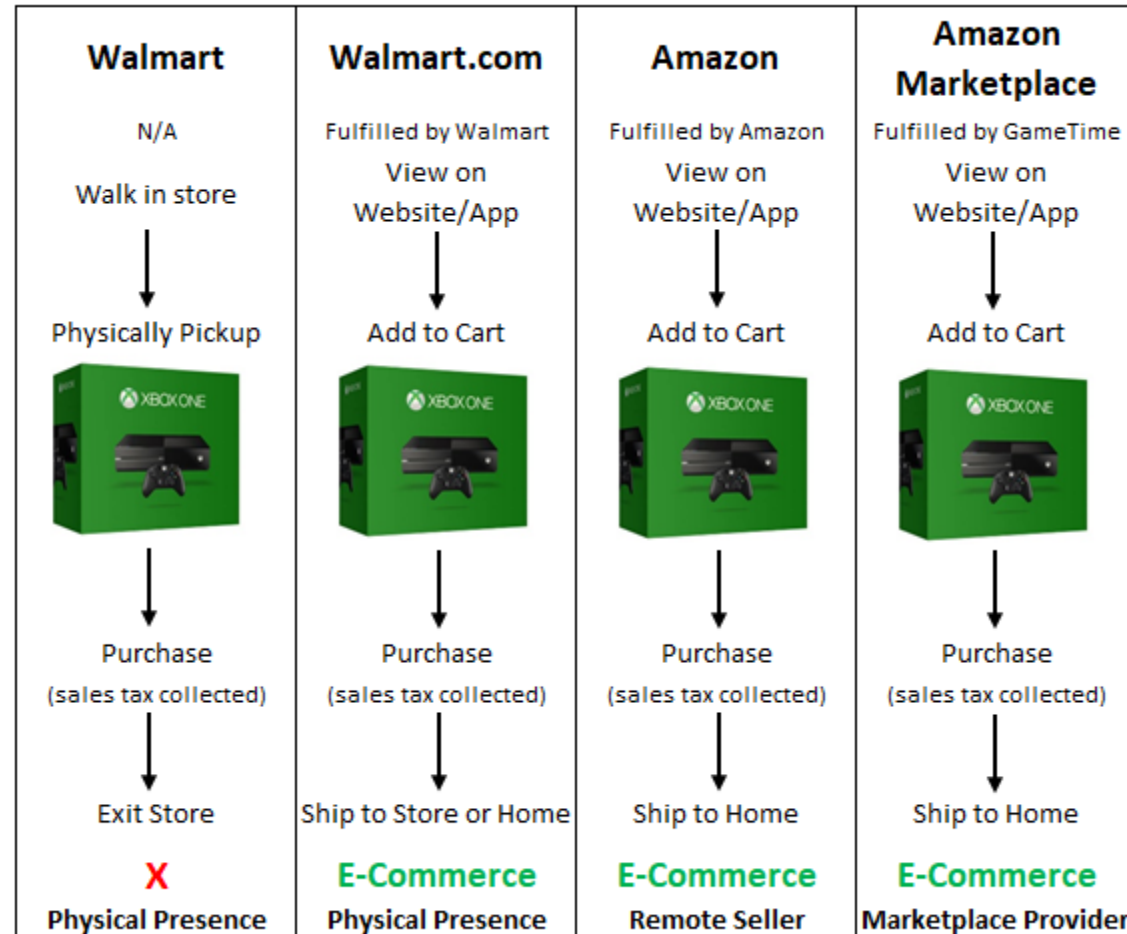 Walmart
N/A
Walk in store
Physically Pickup
XBOX ONE
Purchase
(sales tax collected)
Exit Store
X
Physical Presence
Walmart.com
Fulfilled by Walmart
View on
Website/App
Add to Cart
XBOX ONE
Purchase
(sales tax collected)
Ship to Store or Home
E-Commerce
Physical Presence
Amazon
Fulfilled by Amazon
View on
Website/App
Add to Cart
XBOX ONE
Purchase
(sales tax collected)
Ship to Home
E-Commerce
Remote Seller
Amazon
Marketplace
Fulfilled by GameTime
View on
Website/App
Add to Cart
XBOX ONE
Purchase
(sales tax collected)
Ship to Home
E-Commerce
Marketplace Provider